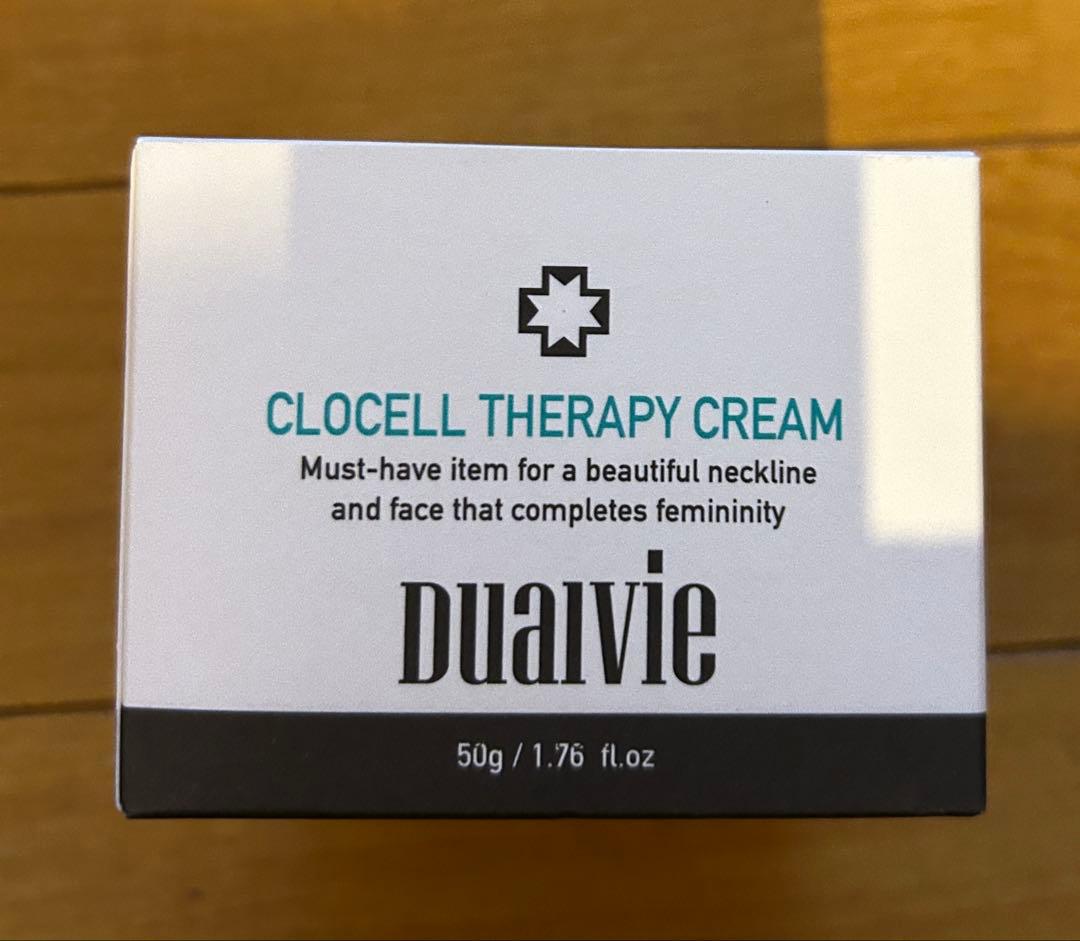 CLOCELL THERAPY CREAM
Must-have item for a beautiful neckline
and face that completes femininity
Dualvie
50g / 1.76 fl.oz